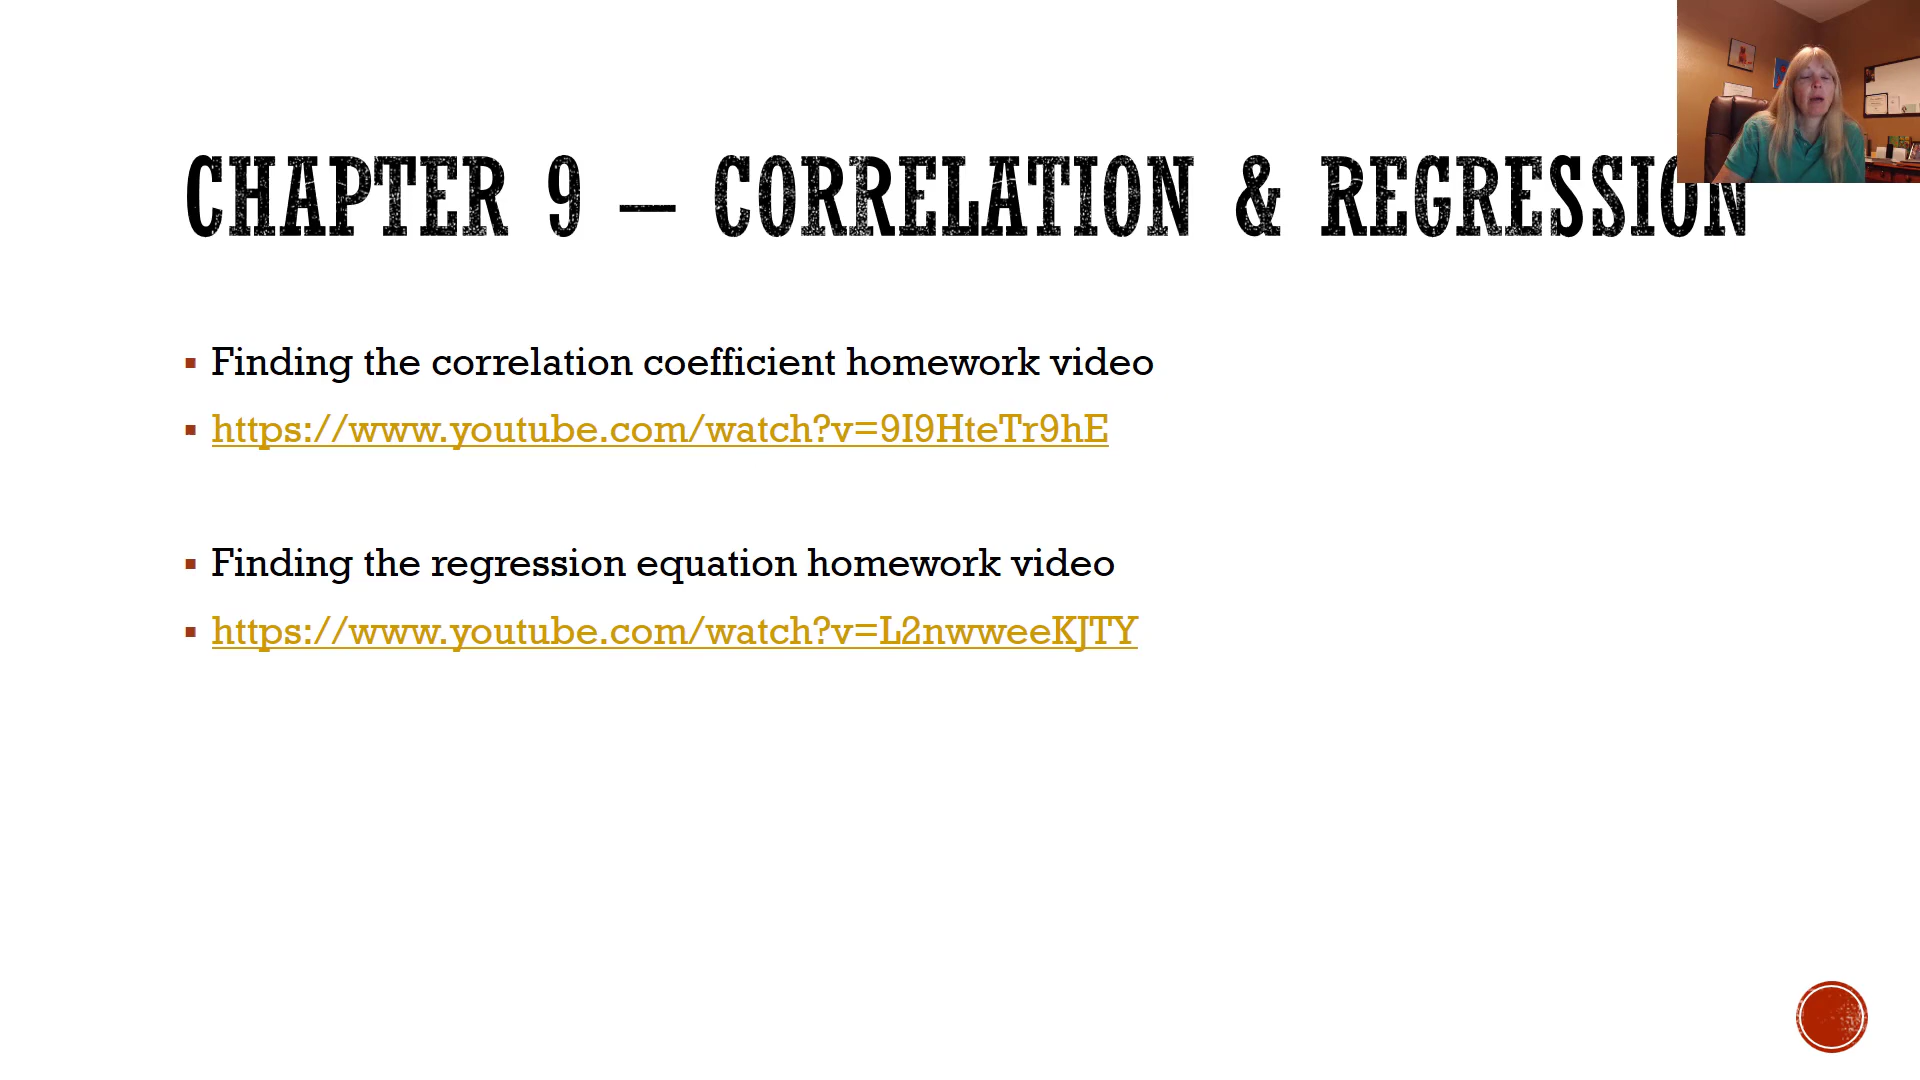 CHAPTER 9 – CORRELATION & REGRESSION
Finding the correlation coefficient homework video
https://www.youtube.com/watch?v=9I9HteTr9hE
Finding the regression equation homework video
https://www.youtube.com/watch?v=L2nwweeKJTY